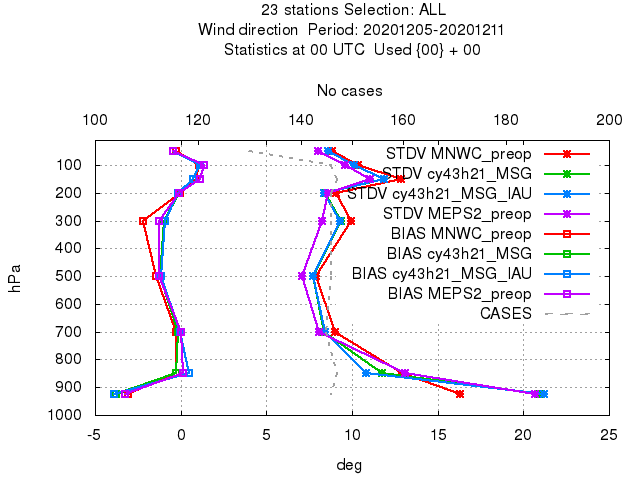 23 stations Selection: ALL
Wind direction  Period: 20201205-20201211
Statistics at 00 UTC  Used {00} + 00
No cases
100 120 140 160 180 200
STDV MNWC_preop
STDV cy43h21_MSG
STDV cy43h21_MSG_IAU
STDV MEPS2_preop
BIAS MNWC_preop
BIAS cy43h21_MSG
BIAS cy43h21_MSG_IAU
BIAS MEPS2_preop
CASES
hPa
100
200
300
400
500
600
700
800
900
1000
-5 0 5 10 15 20 25
deg